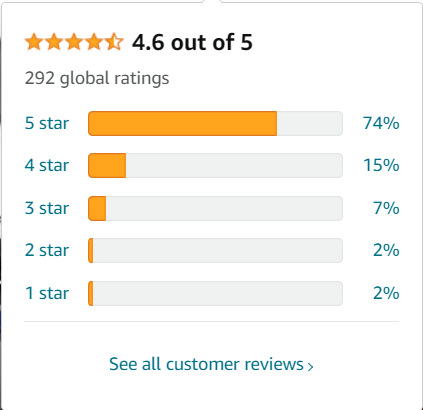 4.6 out of 5
292 global ratings
5 star 74%
4 star 15%
3 star 7%
2 star 2%
1 star 2%
See all customer reviews ›